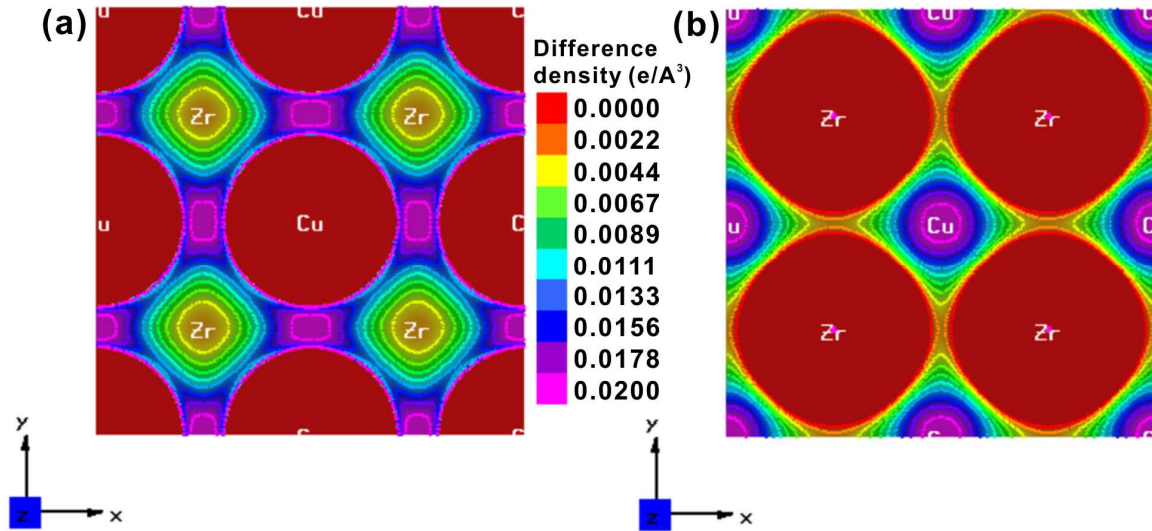 (a)
u
Cu
C
Zr
Zr
u
Cu
C
Zr
Zr
C
Y
Z
X
Difference
density (e/A³)
0.0000
0.0022
0.0044
0.0067
0.0089
0.0111
0.0133
0.0156
0.0178
0.0200
(b)
u
Cu
C
Zr
Zr
u
Cu
C
Zr
Zr
Y
Z
X